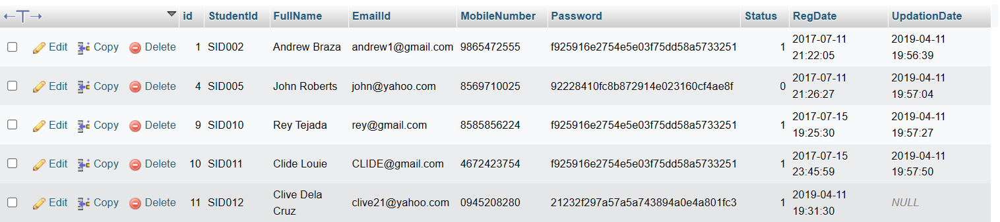 ←T→ id StudentId FullName EmailId MobileNumber Password Status RegDate UpdationDate
Edit Copy Delete 1 SID002 Andrew Braza andrew1@gmail.com 9865472555 f925916e2754e5e03f75dd58a5733251 1 2017-07-11 21:22:05 2019-04-11 19:56:39
Edit Copy Delete 4 SID005 John Roberts john@yahoo.com 8569710025 92228410fc8b872914e023160cf4ae8f 0 2017-07-11 21:26:27 2019-04-11 19:57:04
Edit Copy Delete 9 SID010 Rey Tejada rey@gmail.com 8585856224 f925916e2754e5e03f75dd58a5733251 1 2017-07-15 19:25:30 2019-04-11 19:57:27
Edit Copy Delete 10 SID011 Clide Louie CLIDE@gmail.com 4672423754 f925916e2754e5e03f75dd58a5733251 1 2017-07-15 23:45:59 2019-04-11 19:57:50
Edit Copy Delete 11 SID012 Clive Dela Cruz clive21@yahoo.com 0945208280 21232f297a57a5a743894a0e4a801fc3 1 2019-04-11 19:31:30 NULL